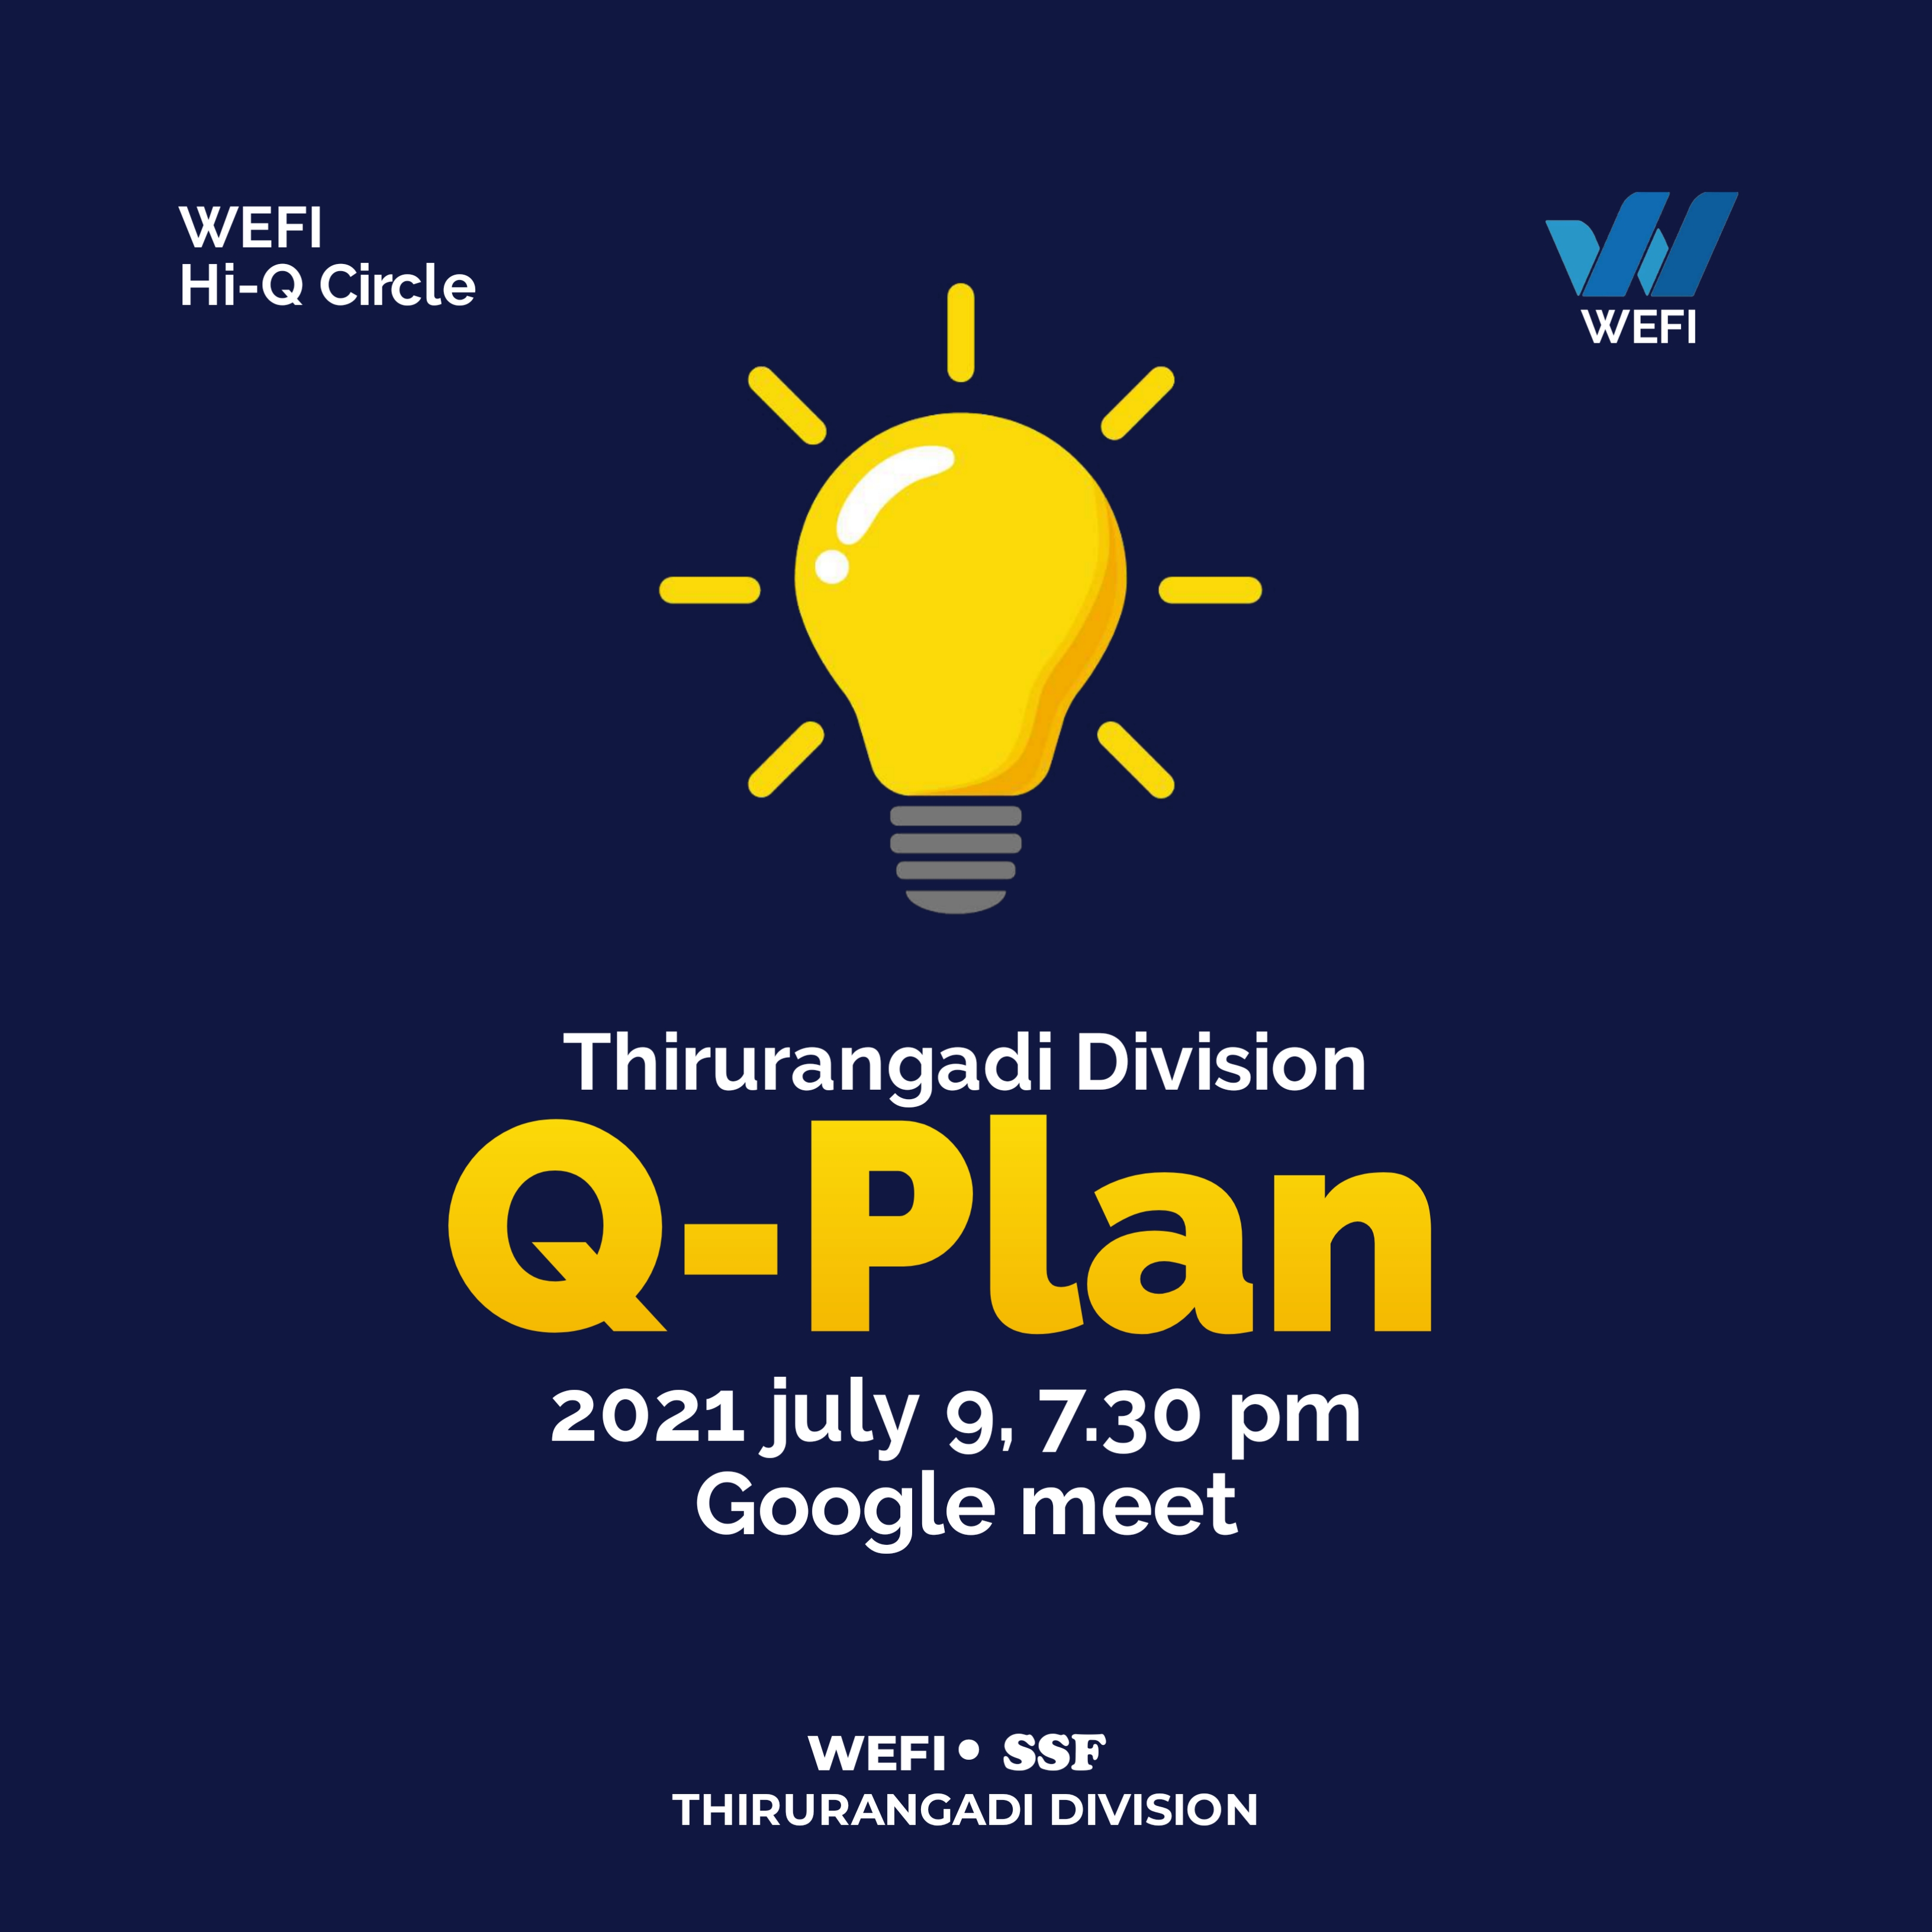 WEFI
Hi-Q Circle
WEFI
Thirurangadi Division
Q-Plan
2021 july 9, 7.30 pm
Google meet
WEFI • SSF
THIRURANGADI DIVISION